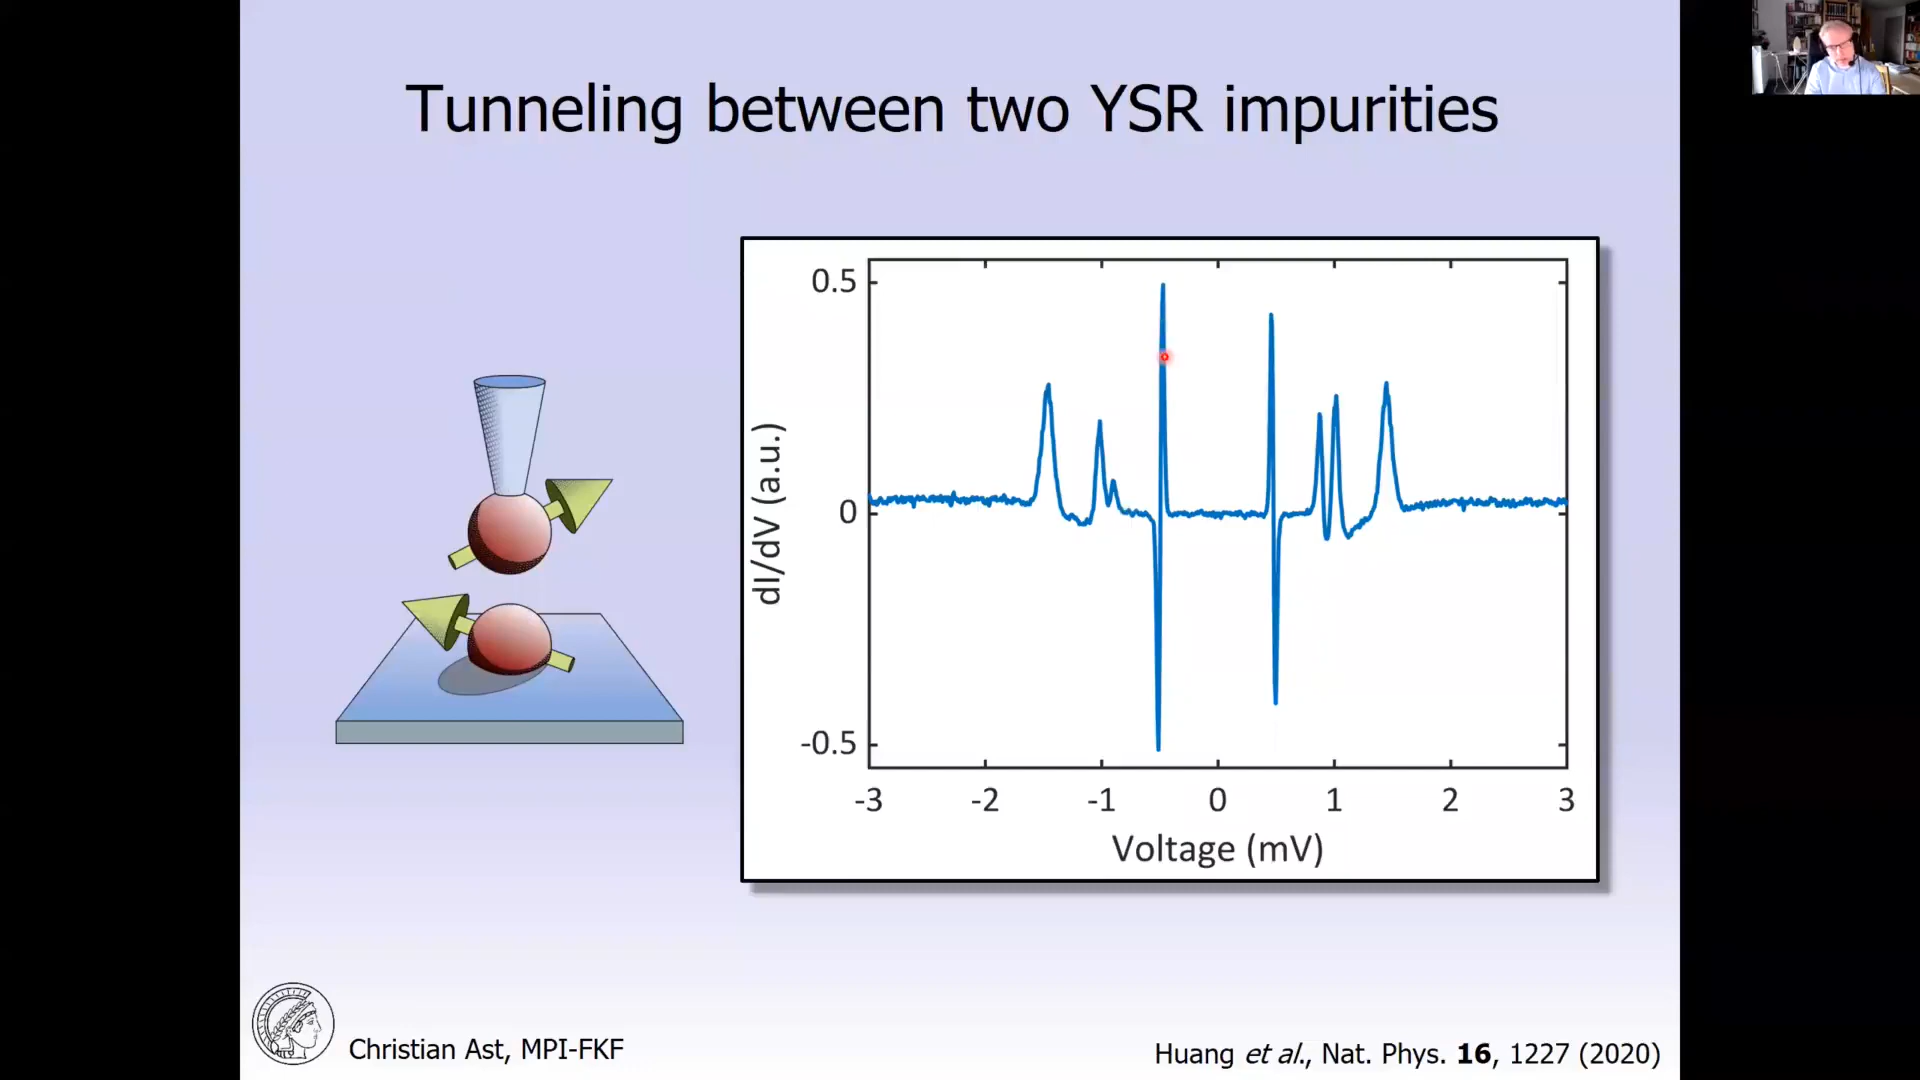 Tunneling between two YSR impurities
0.5
0
-0.5
dI/dV (a.u.)
-3 -2 -1 0 1 2 3
Voltage (mV)
Christian Ast, MPI-FKF
Huang et al., Nat. Phys. 16, 1227 (2020)